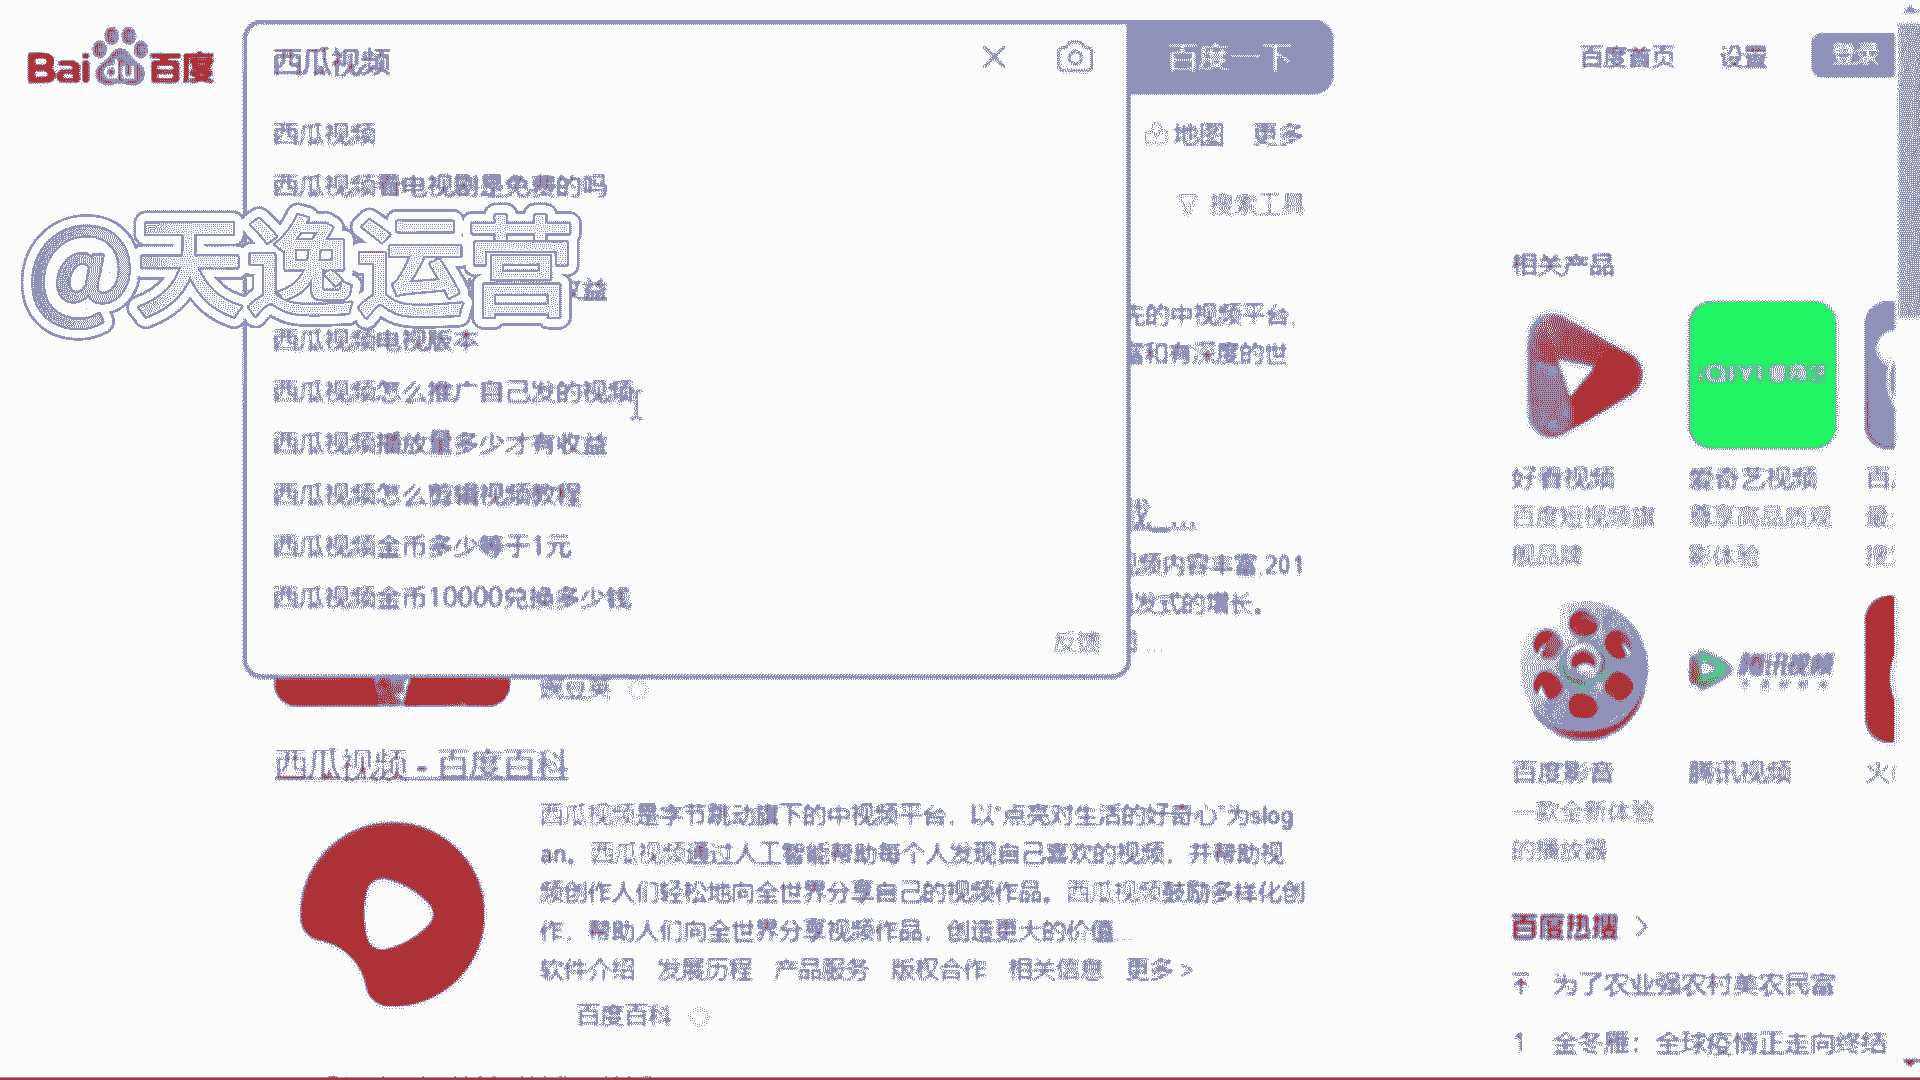 Bai du 百度
西瓜视频
百度一下
百度首页 设置 登录
西瓜视频
地图 更多
西瓜视频看电视剧是免费的吗
搜索工具
@天逸运营
收益
西瓜视频电视版本
西瓜视频怎么推广自己发的视频
西瓜视频播放量多少才有收益
西瓜视频怎么剪辑视频教程
西瓜视频金币多少等于1元
西瓜视频金币10000兑换多少钱
反馈
先的中视频平台,
富和有深度的世
载_...
视频内容丰富,201
发式的增长。
...
豌豆荚
西瓜视频 - 百度百科
西瓜视频是字节跳动旗下的中视频平台，以“点亮对生活的好奇心”为slog
an。西瓜视频通过人工智能帮助每个人发现自己喜欢的视频，并帮助视
频创作人们轻松地向全世界分享自己的视频作品。西瓜视频鼓励多样化创
作，帮助人们向全世界分享视频作品，创造更大的价值...
软件介绍 发展历程 产品服务 版权合作 相关信息 更多 >
百度百科
相关产品
好看视频
百度短视频旗
舰品牌
爱奇艺视频
尊享高品质观
影体验
百度影音
一款全新体验
的播放器
腾讯视频
腾讯视频
火
百度热搜 >
为了农业强农村美农民富
1 金冬雁：全球疫情正走向终结